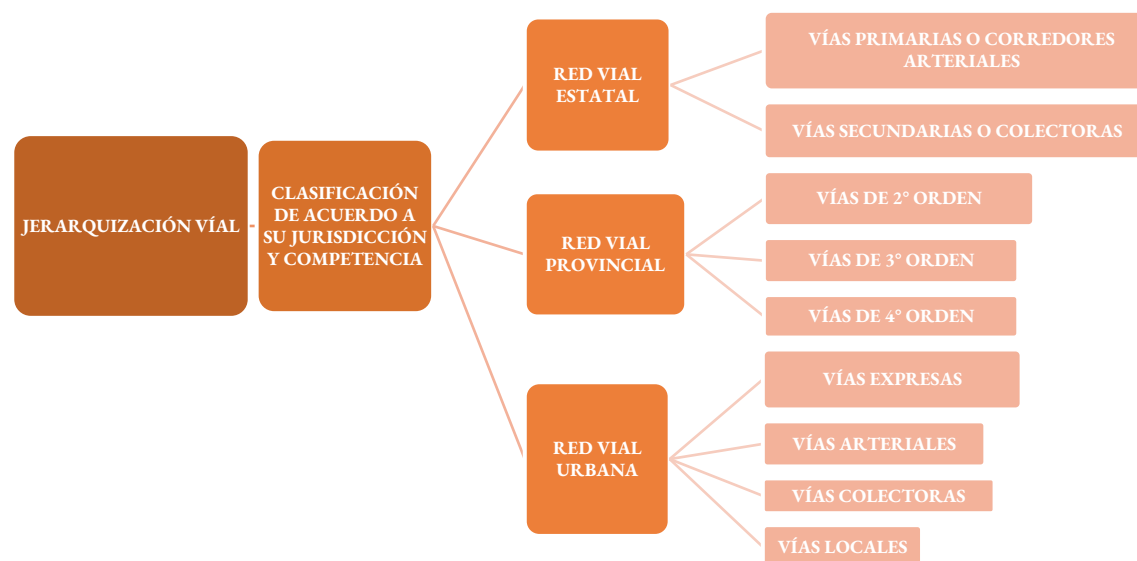 JERARQUIZACIÓN VÍAL
CLASIFICACIÓN
DE ACUERDO A
SU JURISDICCIÓN
Y COMPETENCIA
RED VIAL
ESTATAL
VÍAS PRIMARIAS O CORREDORES
ARTERIALES
VÍAS SECUNDARIAS O COLECTORAS
RED VIAL
PROVINCIAL
VÍAS DE 2° ORDEN
VÍAS DE 3° ORDEN
VÍAS DE 4° ORDEN
RED VIAL
URBANA
VÍAS EXPRESAS
VÍAS ARTERIALES
VÍAS COLECTORAS
VÍAS LOCALES